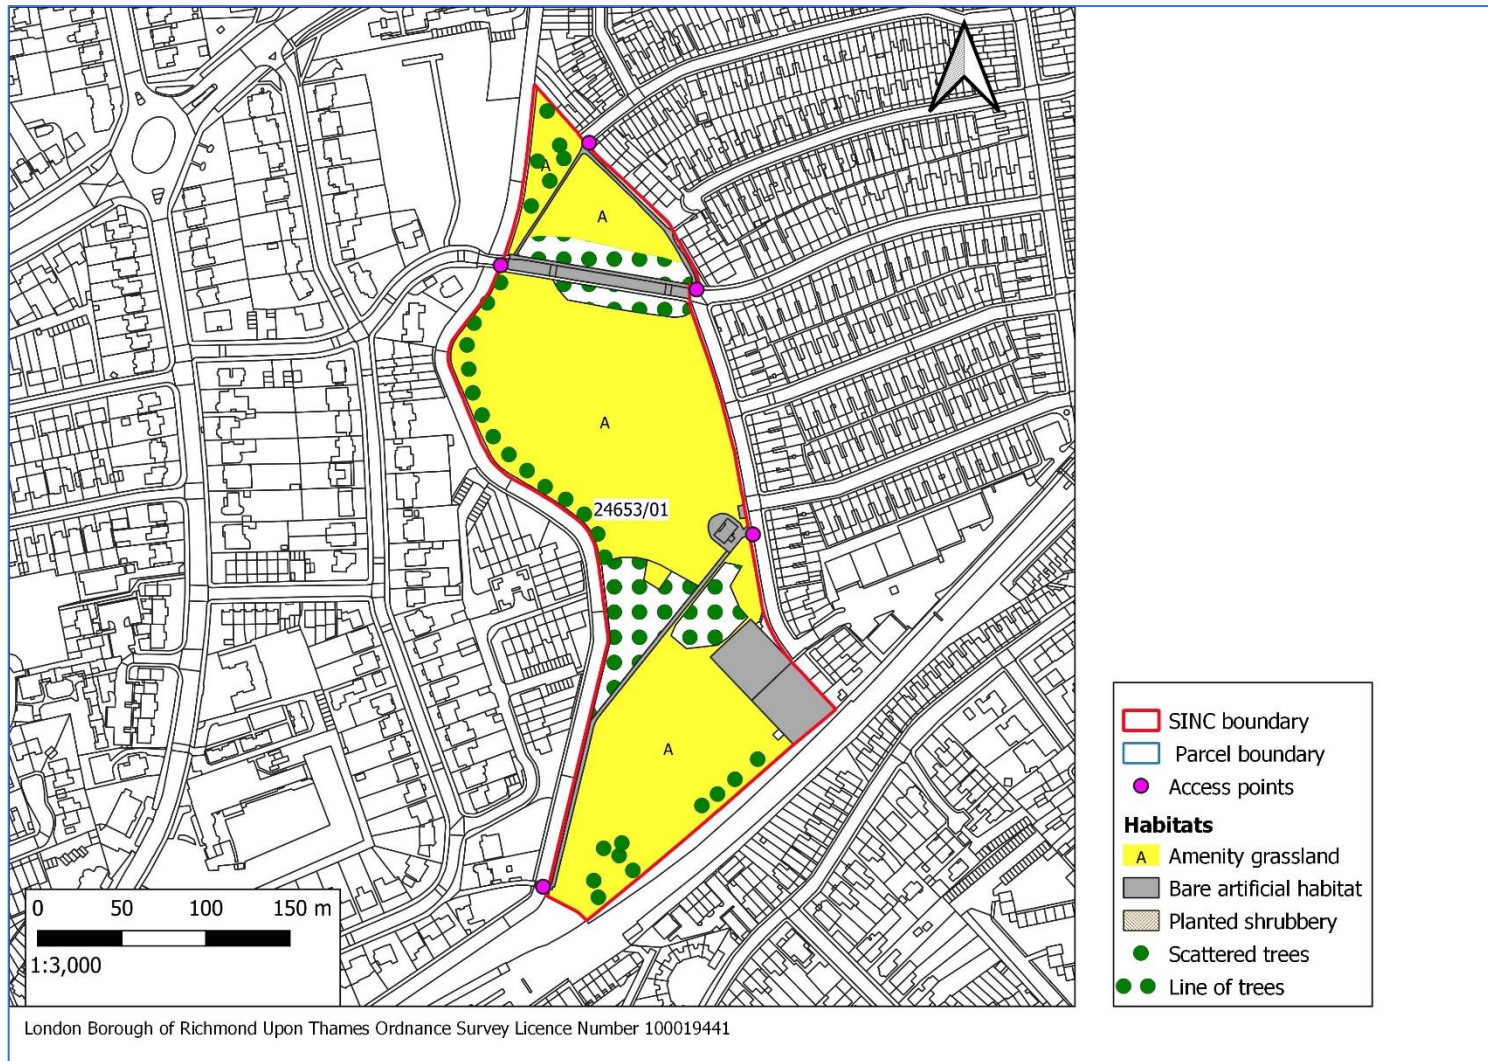 A
A
A
24653/01
A
0 50 100 150 m
1:3,000
SINC boundary
Parcel boundary
Access points
Habitats
A Amenity grassland
Bare artificial habitat
Planted shrubbery
Scattered trees
Line of trees
London Borough of Richmond Upon Thames Ordnance Survey Licence Number 100019441